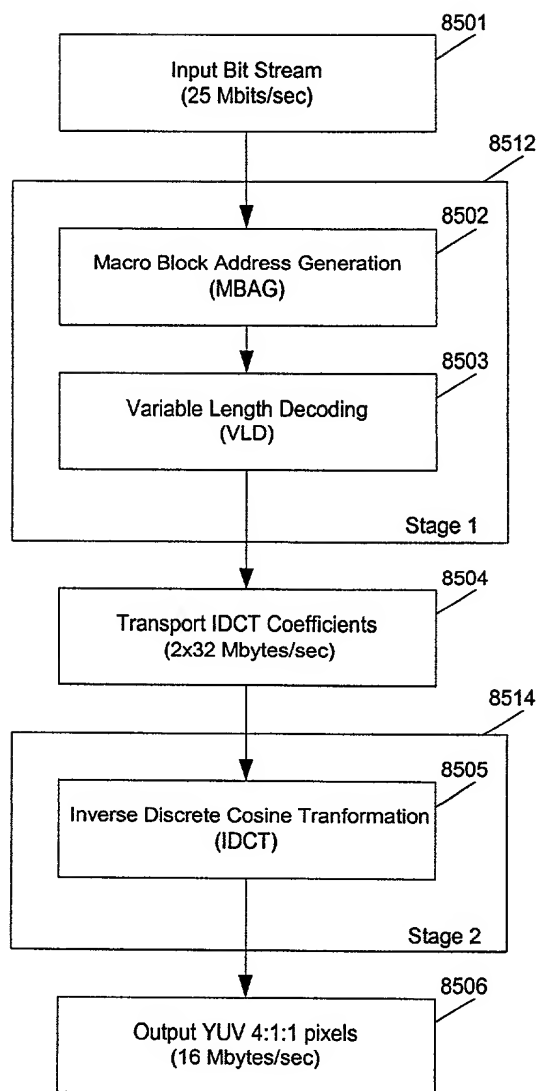 8501
Input Bit Stream
(25 Mbits/sec)
8512
8502
Macro Block Address Generation
(MBAG)
8503
Variable Length Decoding
(VLD)
Stage 1
8504
Transport IDCT Coefficients
(2x32 Mbytes/sec)
8514
8505
Inverse Discrete Cosine Tranformation
(IDCT)
Stage 2
8506
Output YUV 4:1:1 pixels
(16 Mbytes/sec)